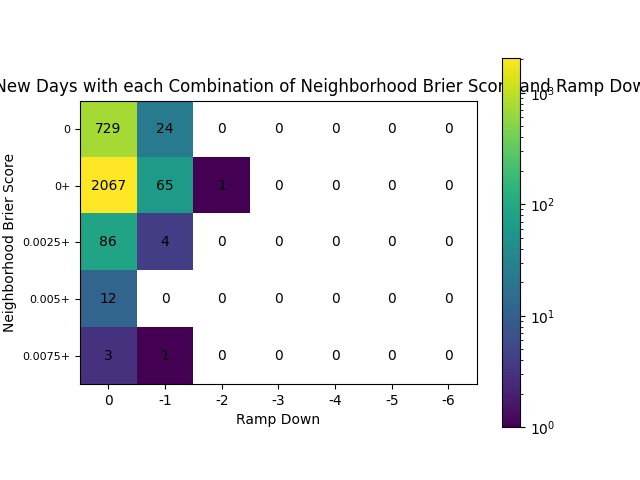 New Days with each Combination of Neighborhood Brier Score and Ramp Dow
Neighborhood Brier Score
0 729 24 0 0 0 0 0
0+ 2067 65 1 0 0 0 0
0.0025+ 86 4 0 0 0 0 0
0.005+ 12 0 0 0 0 0 0
0.0075+ 3 1 0 0 0 0 0
0 -1 -2 -3 -4 -5 -6
Ramp Down
10³
10²
10¹
10⁰